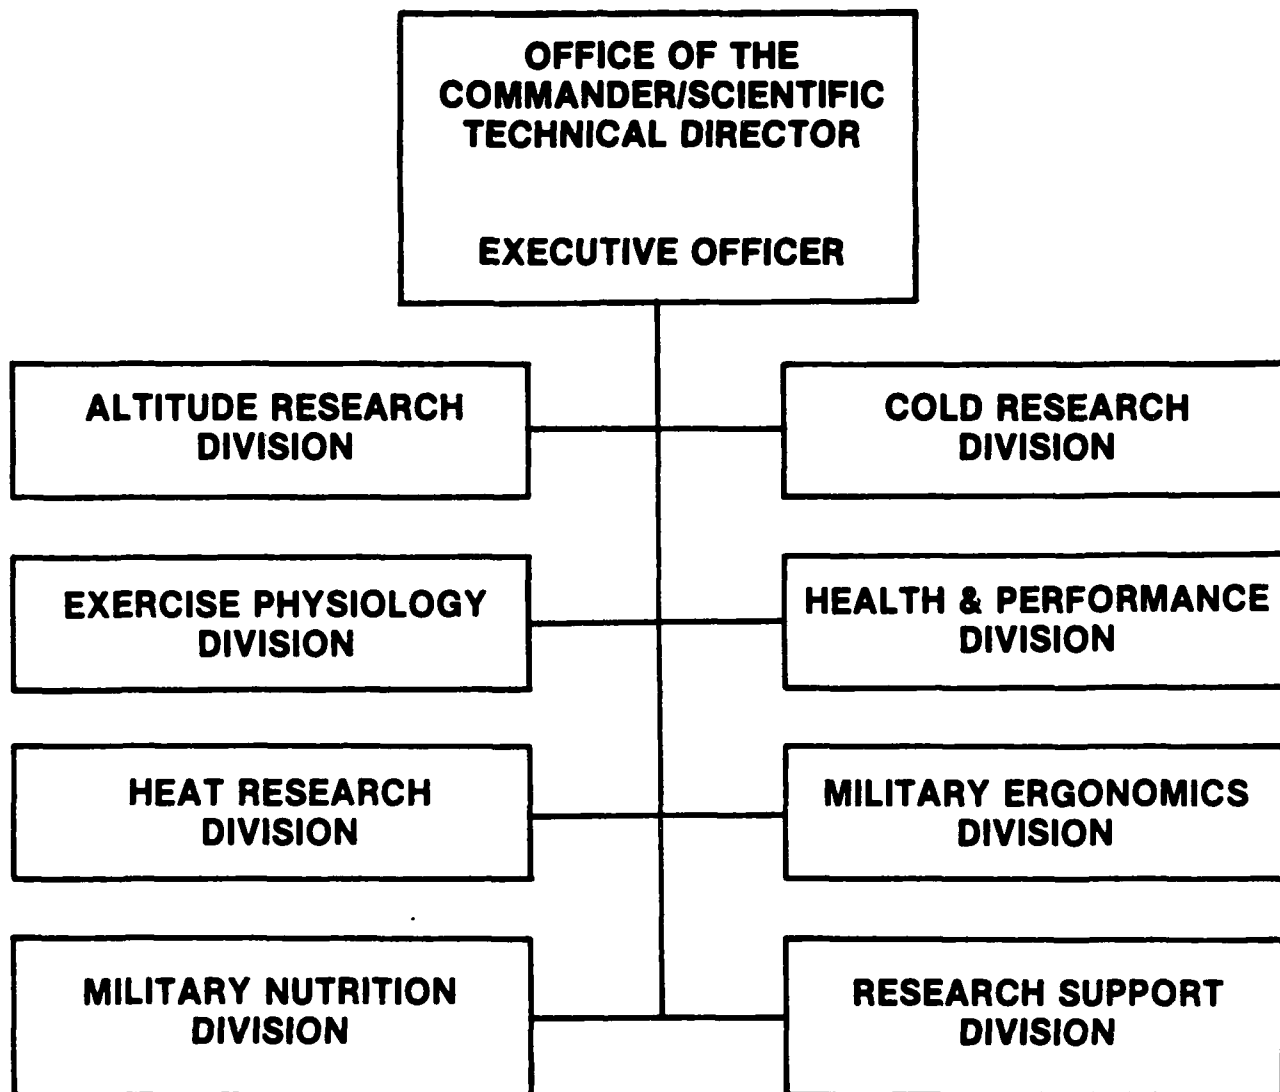 OFFICE OF THE
COMMANDER/SCIENTIFIC
TECHNICAL DIRECTOR
EXECUTIVE OFFICER
ALTITUDE RESEARCH
DIVISION
COLD RESEARCH
DIVISION
EXERCISE PHYSIOLOGY
DIVISION
HEALTH & PERFORMANCE
DIVISION
HEAT RESEARCH
DIVISION
MILITARY ERGONOMICS
DIVISION
MILITARY NUTRITION
DIVISION
RESEARCH SUPPORT
DIVISION